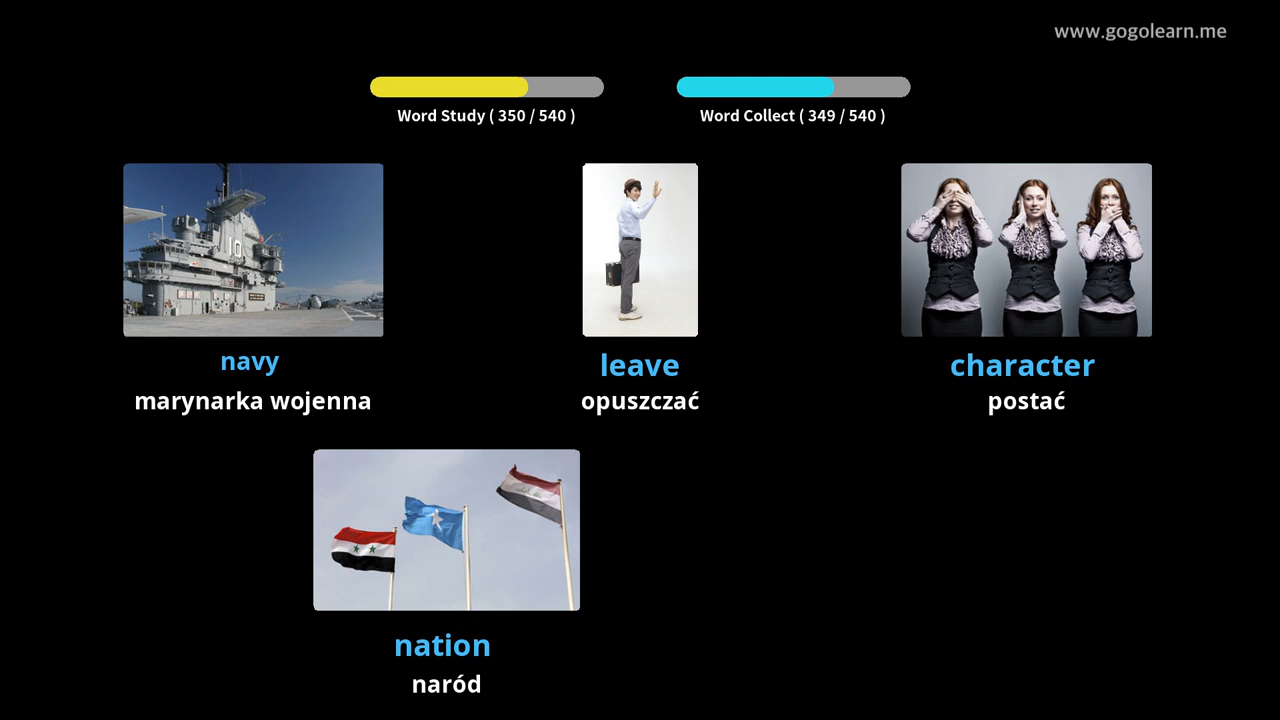 www.gogolearn.me
Word Study ( 350 / 540 )
Word Collect ( 349 / 540 )
10
navy
marynarka wojenna
leave
opuszczać
character
postać
nation
naród